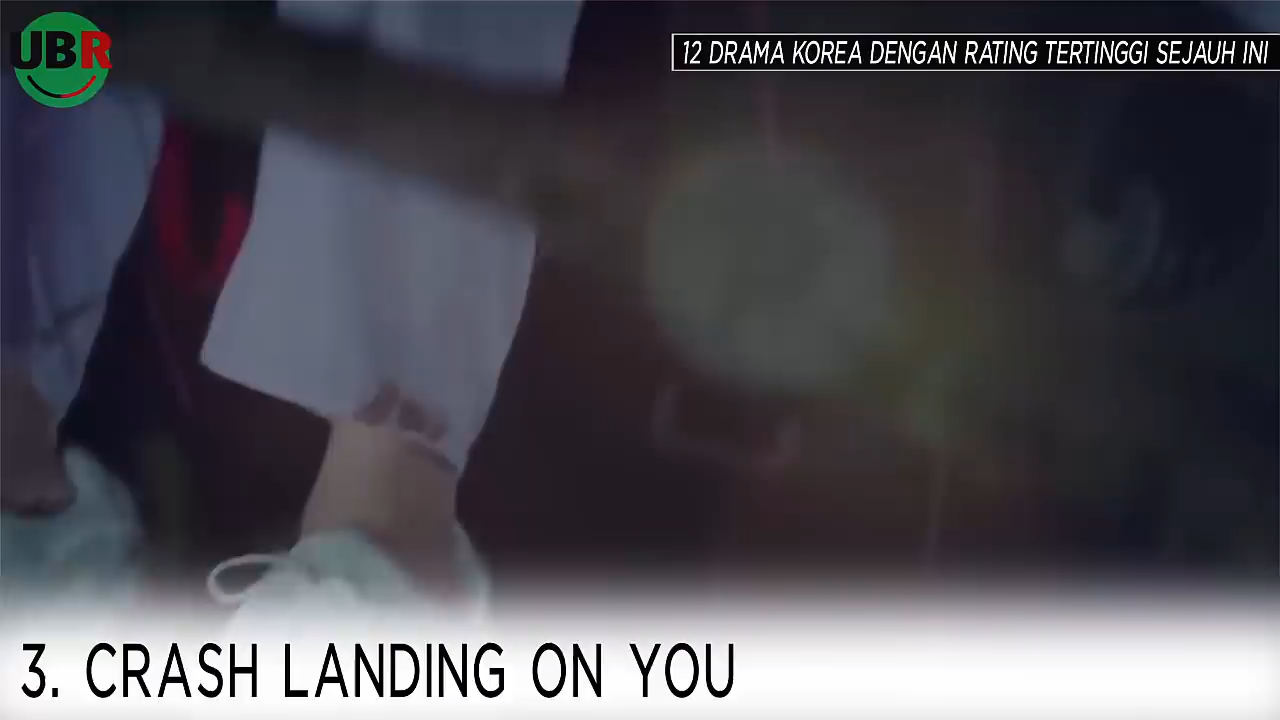 UBR
12 DRAMA KOREA DENGAN RATING TERTINGGI SEJAUH INI
3. CRASH LANDING ON YOU